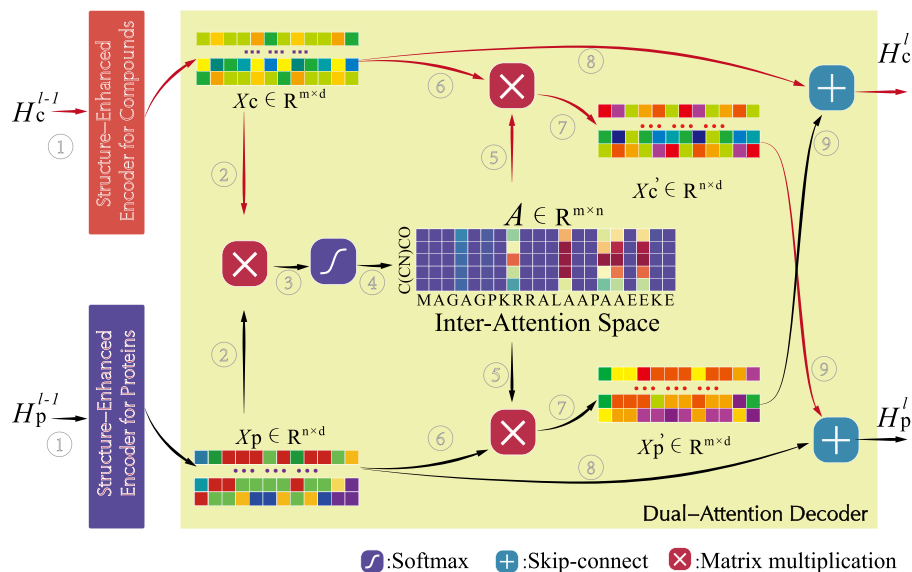 H_c^{l-1}
①
Structure–Enhanced
Encoder for Compounds
Xc ∈ R^{m×d}
②
⑥
⑧
H_c^l
⑦
⑤
⑨
Xc' ∈ R^{n×d}
A ∈ R^{m×n}
③
④
C(CN)CO
MAGAGPKRRALAAPAAEEKE
Inter-Attention Space
②
⑤
H_p^{l-1}
①
Structure–Enhanced
Encoder for Proteins
Xp ∈ R^{n×d}
⑥
⑦
⑧
Xp' ∈ R^{m×d}
⑨
H_p^l
Dual–Attention Decoder
:Softmax
:Skip-connect
:Matrix multiplication